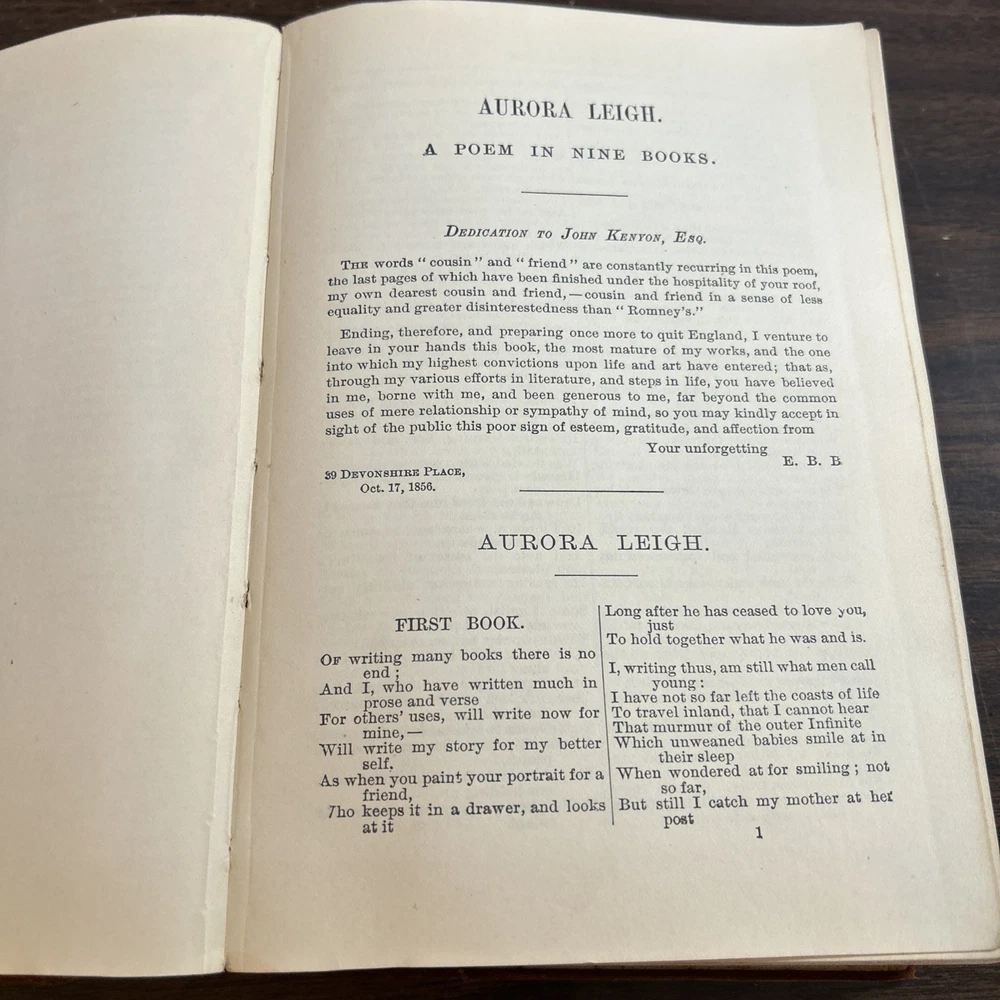 AURORA LEIGH.
A POEM IN NINE BOOKS.
DEDICATION TO JOHN KENYON, ESQ.
THE words "cousin" and "friend" are constantly recurring in this poem,
the last pages of which have been finished under the hospitality of your roof,
my own dearest cousin and friend,—cousin and friend in a sense of less
equality and greater disinterestedness than "Romney's."
Ending, therefore, and preparing once more to quit England, I venture to
leave in your hands this book, the most mature of my works, and the one
into which my highest convictions upon life and art have entered; that as,
through my various efforts in literature, and steps in life, you have believed
in me, borne with me, and been generous to me, far beyond the common
uses of mere relationship or sympathy of mind, so you may kindly accept in
sight of the public this poor sign of esteem, gratitude, and affection from
Your unforgetting
E. B. B
39 DEVONSHIRE PLACE,
Oct. 17, 1856.
AURORA LEIGH.
FIRST BOOK.
OF writing many books there is no
end;
And I, who have written much in
prose and verse
For others' uses, will write now for
mine,—
Will write my story for my better
self,
As when you paint your portrait for a
friend,
Who keeps it in a drawer, and looks
at it
Long after he has ceased to love you,
just
To hold together what he was and is.
I, writing thus, am still what men call
young:
I have not so far left the coasts of life
To travel inland, that I cannot hear
That murmur of the outer Infinite
Which unweaned babies smile at in
their sleep
When wondered at for smiling; not
so far,
But still I catch my mother at her
post
1